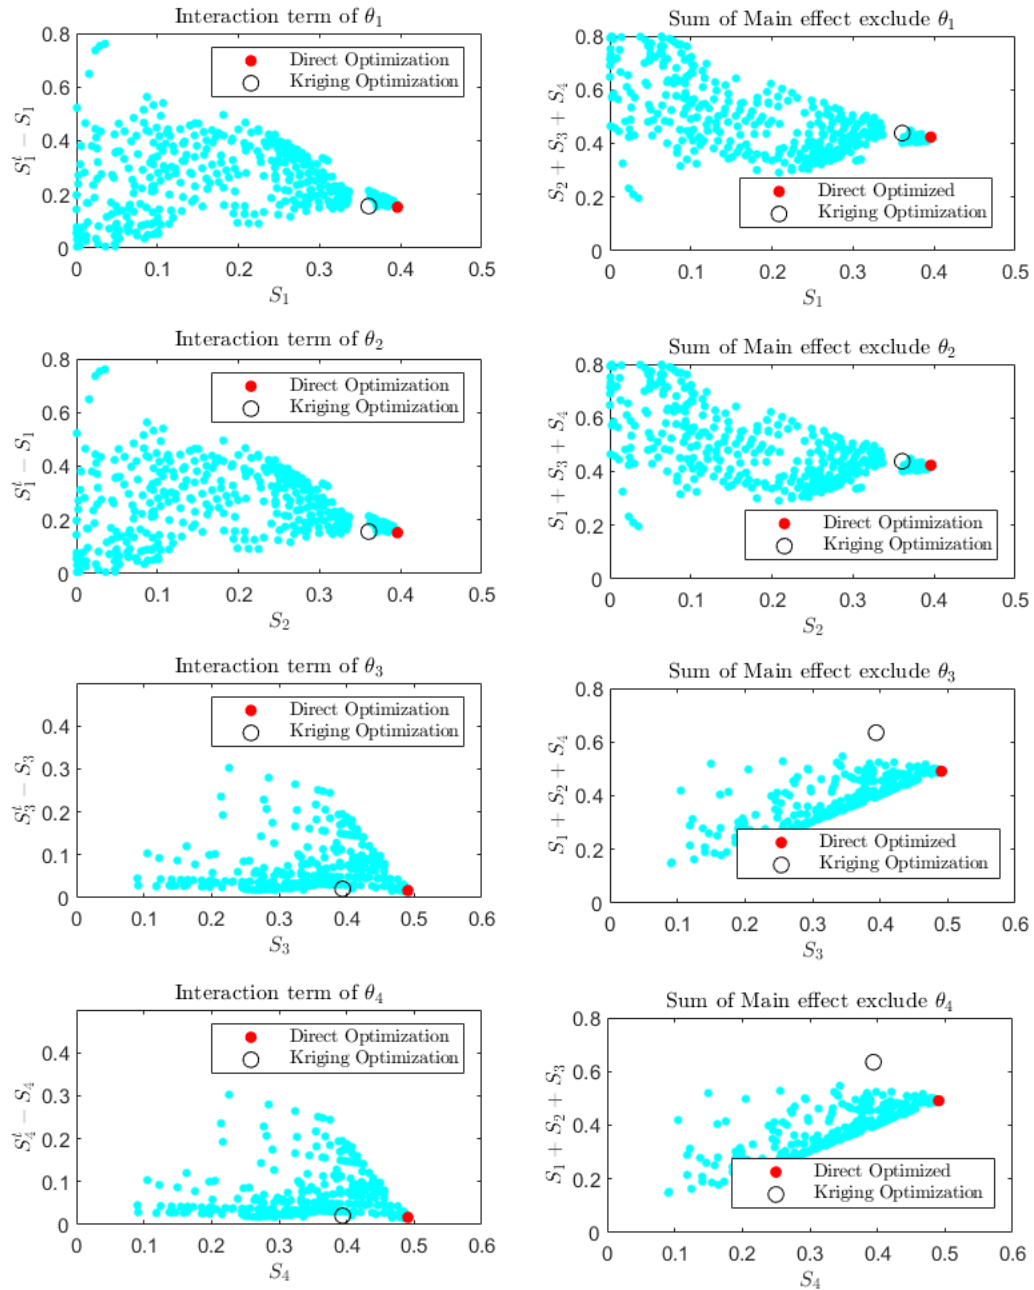 Interaction term of θ₁
0.8
0.6
0.4
0.2
0
S₁ᵗ − S₁
Direct Optimization
Kriging Optimization
0 0.1 0.2 0.3 0.4 0.5
S₁
Sum of Main effect exclude θ₁
0.8
0.6
0.4
0.2
0
S₂ + S₃ + S₄
Direct Optimized
Kriging Optimization
0 0.1 0.2 0.3 0.4 0.5
S₁
Interaction term of θ₂
0.8
0.6
0.4
0.2
0
S₁ᵗ − S₁
Direct Optimization
Kriging Optimization
0 0.1 0.2 0.3 0.4 0.5
S₂
Sum of Main effect exclude θ₂
0.8
0.6
0.4
0.2
0
S₁ + S₃ + S₄
Direct Optimization
Kriging Optimization
0 0.1 0.2 0.3 0.4 0.5
S₂
Interaction term of θ₃
0.4
0.3
0.2
0.1
0
S₃ᵗ − S₃
Direct Optimization
Kriging Optimization
0 0.1 0.2 0.3 0.4 0.5 0.6
S₃
Sum of Main effect exclude θ₃
0.8
0.6
0.4
0.2
0
S₁ + S₂ + S₄
Direct Optimized
Kriging Optimization
0 0.1 0.2 0.3 0.4 0.5 0.6
S₃
Interaction term of θ₄
0.4
0.3
0.2
0.1
0
S₄ᵗ − S₄
Direct Optimization
Kriging Optimization
0 0.1 0.2 0.3 0.4 0.5 0.6
S₄
Sum of Main effect exclude θ₄
0.8
0.6
0.4
0.2
0
S₁ + S₂ + S₃
Direct Optimized
Kriging Optimization
0 0.1 0.2 0.3 0.4 0.5 0.6
S₄